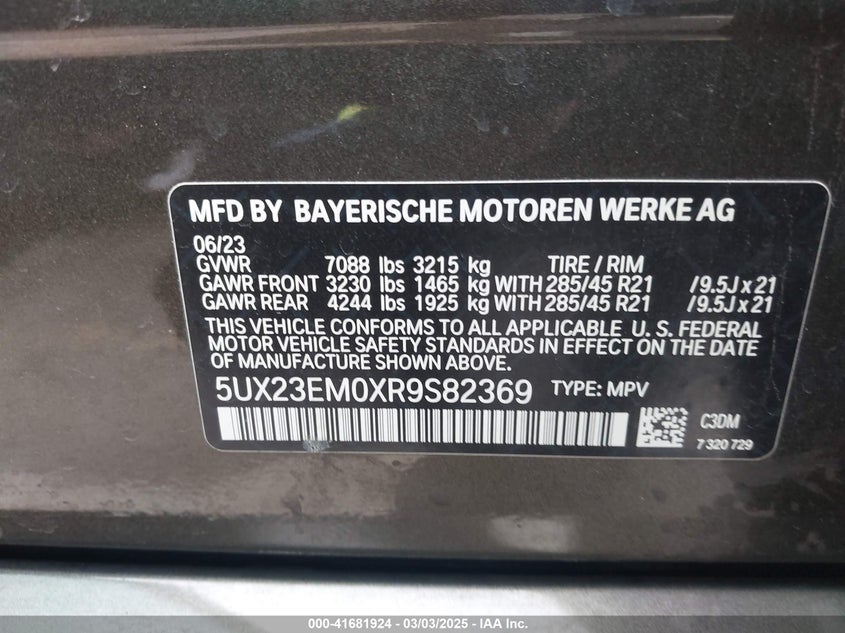 MFD BY BAYERISCHE MOTOREN WERKE AG
06/23
GVWR 7088 lbs 3215 kg TIRE / RIM
GAWR FRONT 3230 lbs 1465 kg WITH 285/45 R21 /9.5J x 21
GAWR REAR 4244 lbs 1925 kg WITH 285/45 R21 /9.5J x 21
THIS VEHICLE CONFORMS TO ALL APPLICABLE U. S. FEDERAL
MOTOR VEHICLE SAFETY STANDARDS IN EFFECT ON THE DATE
OF MANUFACTURE SHOWN ABOVE.
5UX23EM0XR9S82369 TYPE: MPV
C3DM
7 320 729
000-41681924 | 03/03/2025 - IAA Inc.